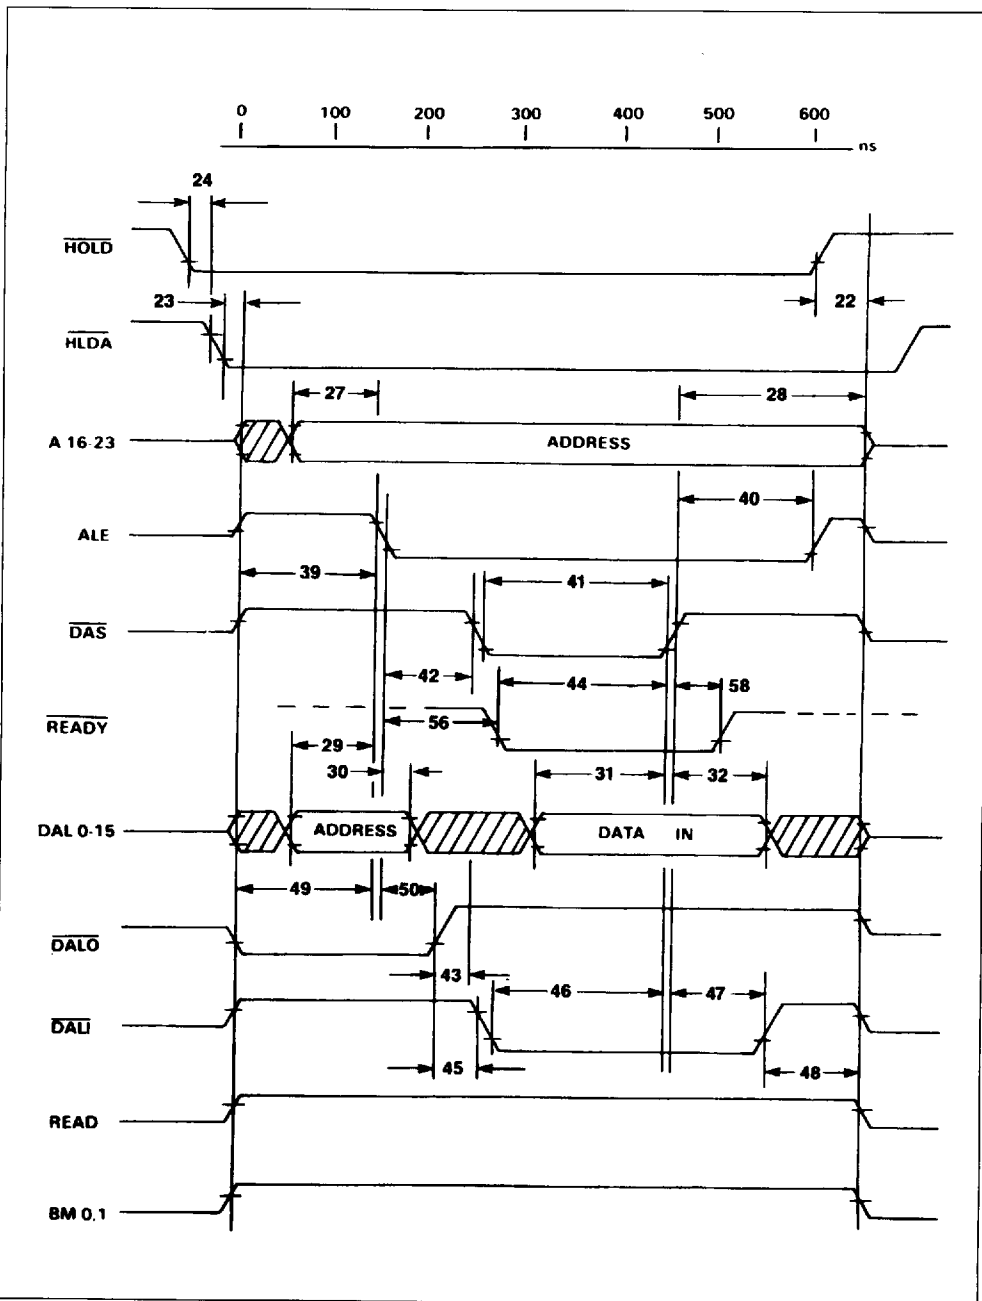 0 100 200 300 400 500 600
ns
24
HOLD
23 22
HLDA
27 28
A 16-23 ADDRESS
40
ALE
39 41
DAS
42 44 58
READY 56
29
30 31 32
DAL 0-15 ADDRESS DATA IN
49 50
DALO
43 46 47
DALI
45 48
READ
BM 0,1